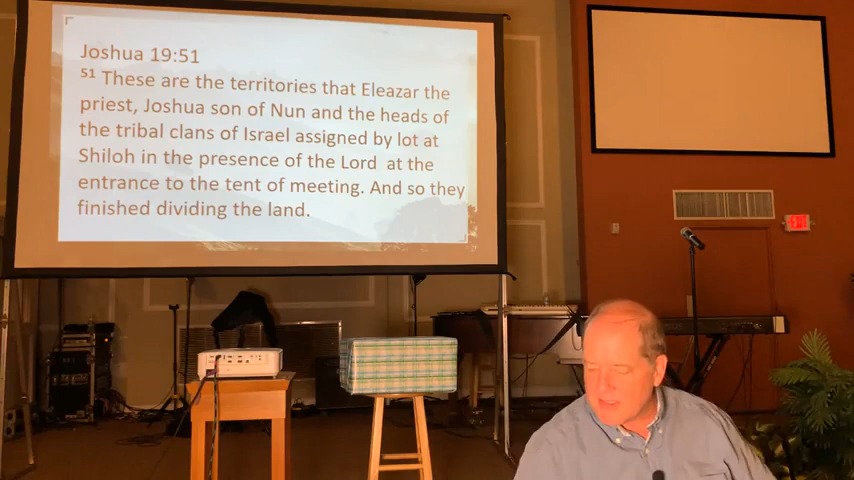 Joshua 19:51
51 These are the territories that Eleazar the
priest, Joshua son of Nun and the heads of
the tribal clans of Israel assigned by lot at
Shiloh in the presence of the Lord at the
entrance to the tent of meeting. And so they
finished dividing the land.